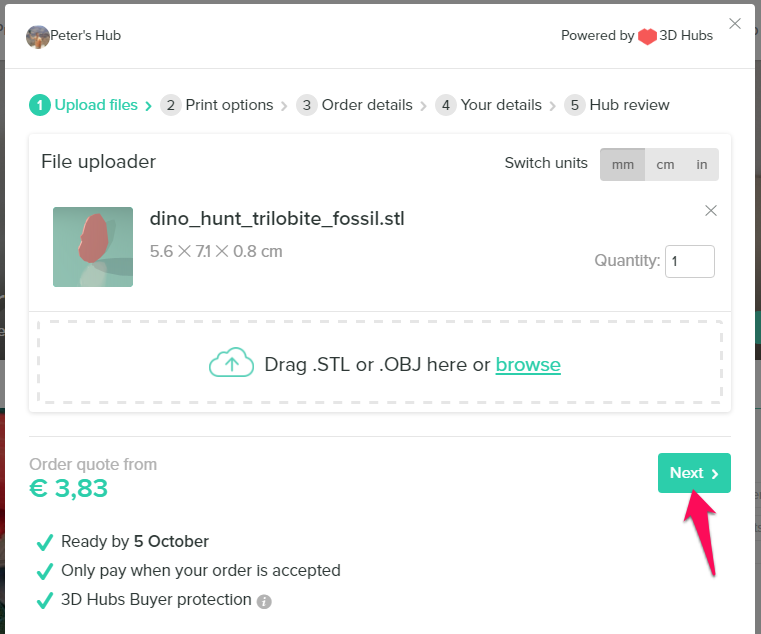 Peter's Hub
Powered by 3D Hubs
1 Upload files 2 Print options 3 Order details 4 Your details 5 Hub review
File uploader
Switch units mm cm in
dino_hunt_trilobite_fossil.stl
5.6 × 7.1 × 0.8 cm
Quantity: 1
Drag .STL or .OBJ here or browse
Order quote from
€ 3,83
Next
Ready by 5 October
Only pay when your order is accepted
3D Hubs Buyer protection i